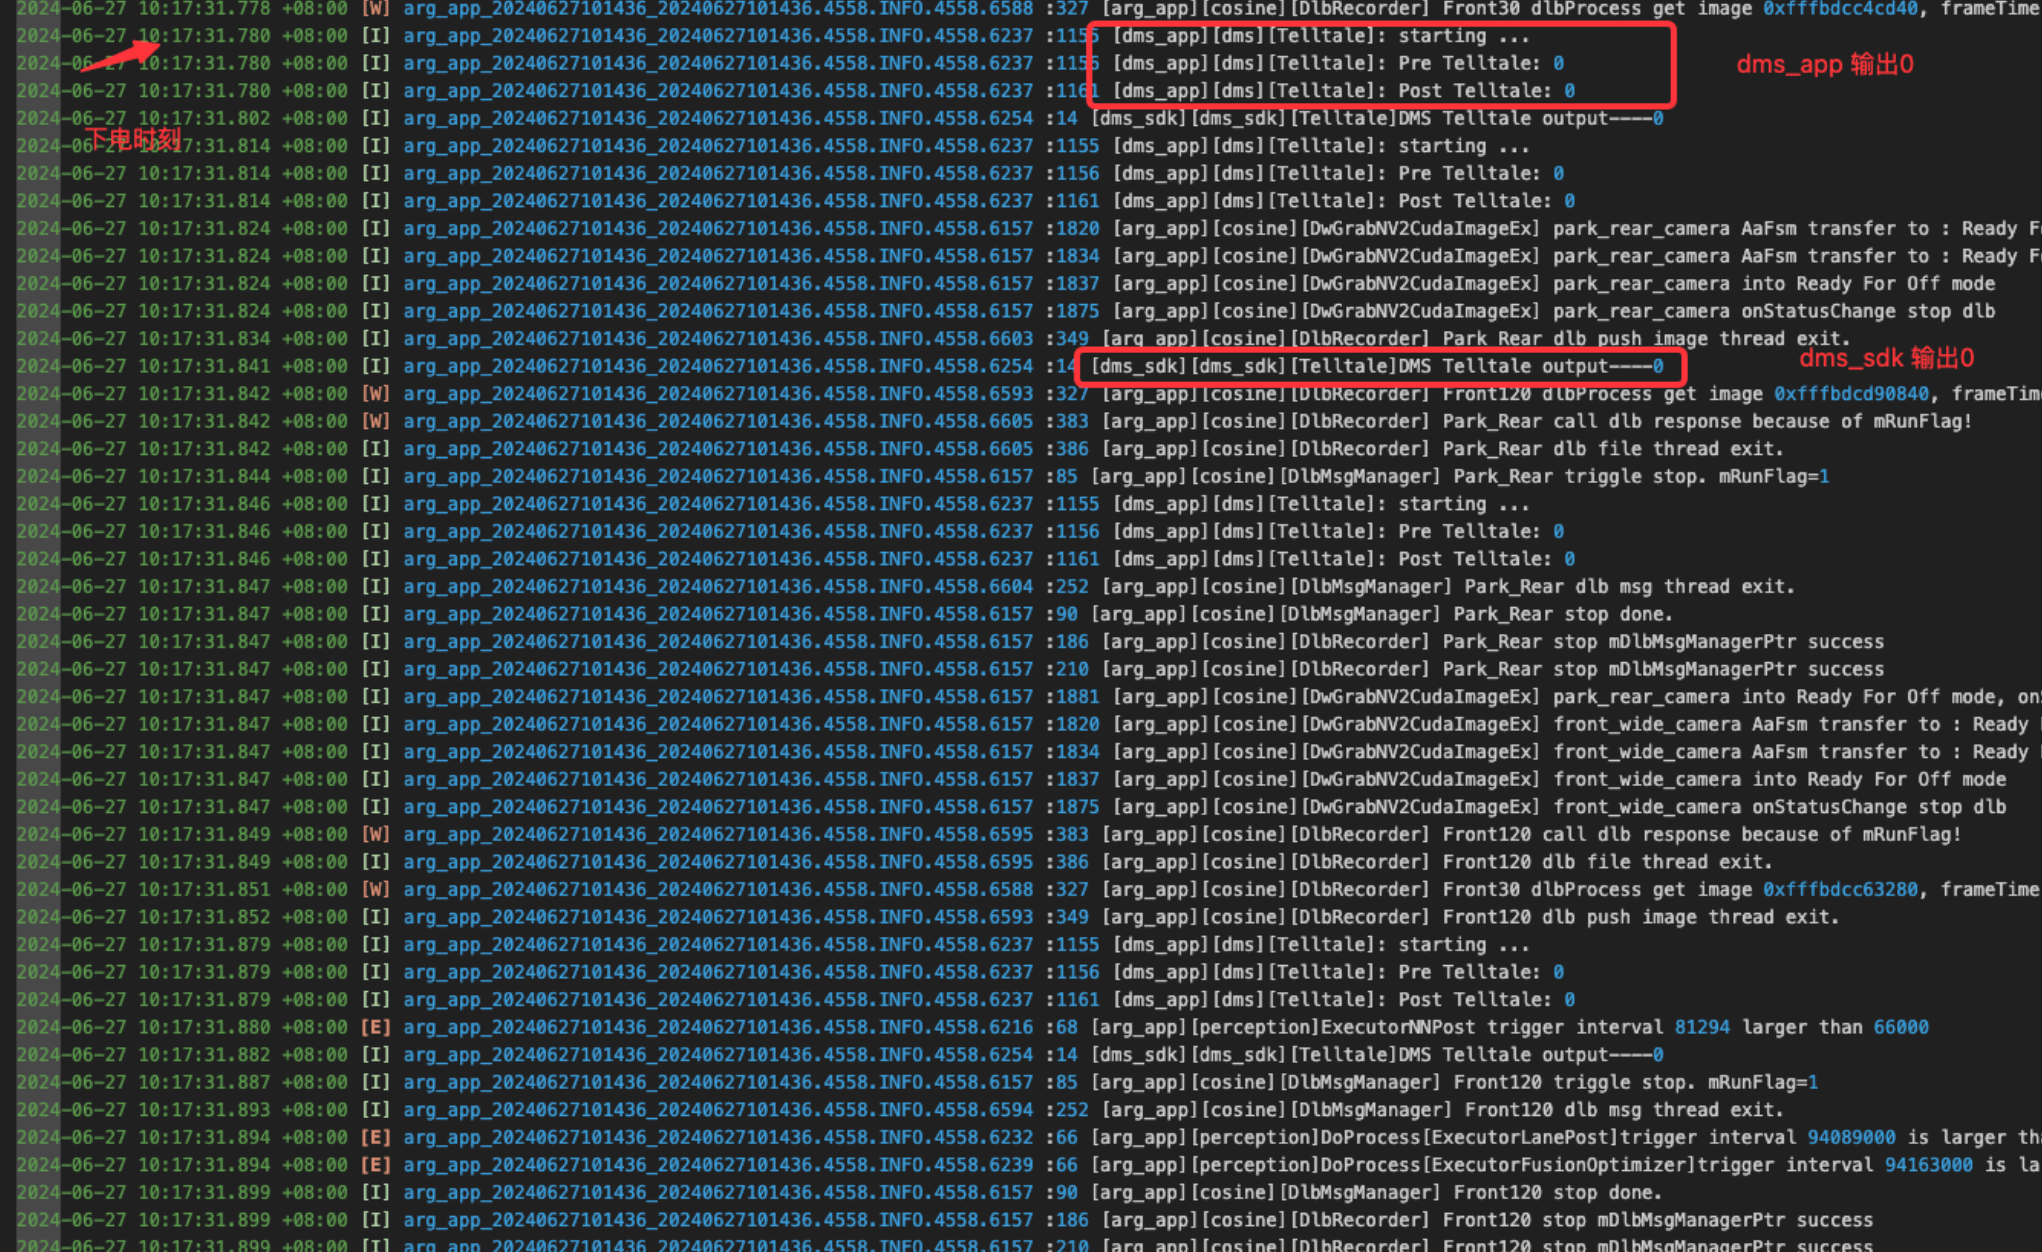 2024-06-27 10:17:31.778 +08:00 [W] arg_app_20240627101436_20240627101436.4558.INFO.4558.6588 :327 [arg_app][cosine][DlbRecorder] Front30 dlbProcess get image 0xfffbdcc4cd40, frameTime
2024-06-27 10:17:31.780 +08:00 [I] arg_app_20240627101436_20240627101436.4558.INFO.4558.6237 :1155 [dms_app][dms][Telltale]: starting ...
2024-06-27 10:17:31.780 +08:00 [I] arg_app_20240627101436_20240627101436.4558.INFO.4558.6237 :1156 [dms_app][dms][Telltale]: Pre Telltale: 0
dms_app 输出0
2024-06-27 10:17:31.780 +08:00 [I] arg_app_20240627101436_20240627101436.4558.INFO.4558.6237 :1161 [dms_app][dms][Telltale]: Post Telltale: 0
2024-06-27 10:17:31.802 +08:00 [I] arg_app_20240627101436_20240627101436.4558.INFO.4558.6254 :14 [dms_sdk][dms_sdk][Telltale]DMS Telltale output----0
下电时刻
2024-06-27 10:17:31.814 +08:00 [I] arg_app_20240627101436_20240627101436.4558.INFO.4558.6237 :1155 [dms_app][dms][Telltale]: starting ...
2024-06-27 10:17:31.814 +08:00 [I] arg_app_20240627101436_20240627101436.4558.INFO.4558.6237 :1156 [dms_app][dms][Telltale]: Pre Telltale: 0
2024-06-27 10:17:31.814 +08:00 [I] arg_app_20240627101436_20240627101436.4558.INFO.4558.6237 :1161 [dms_app][dms][Telltale]: Post Telltale: 0
2024-06-27 10:17:31.824 +08:00 [I] arg_app_20240627101436_20240627101436.4558.INFO.4558.6157 :1820 [arg_app][cosine][DwGrabNV2CudaImageEx] park_rear_camera AaFsm transfer to : Ready F
2024-06-27 10:17:31.824 +08:00 [I] arg_app_20240627101436_20240627101436.4558.INFO.4558.6157 :1834 [arg_app][cosine][DwGrabNV2CudaImageEx] park_rear_camera AaFsm transfer to : Ready F
2024-06-27 10:17:31.824 +08:00 [I] arg_app_20240627101436_20240627101436.4558.INFO.4558.6157 :1837 [arg_app][cosine][DwGrabNV2CudaImageEx] park_rear_camera into Ready For Off mode
2024-06-27 10:17:31.824 +08:00 [I] arg_app_20240627101436_20240627101436.4558.INFO.4558.6157 :1875 [arg_app][cosine][DwGrabNV2CudaImageEx] park_rear_camera onStatusChange stop dlb
2024-06-27 10:17:31.834 +08:00 [I] arg_app_20240627101436_20240627101436.4558.INFO.4558.6603 :349 [arg_app][cosine][DlbRecorder] Park_Rear dlb push image thread exit.
2024-06-27 10:17:31.841 +08:00 [I] arg_app_20240627101436_20240627101436.4558.INFO.4558.6254 :14 [dms_sdk][dms_sdk][Telltale]DMS Telltale output----0
dms_sdk 输出0
2024-06-27 10:17:31.842 +08:00 [W] arg_app_20240627101436_20240627101436.4558.INFO.4558.6593 :327 [arg_app][cosine][DlbRecorder] Front120 dlbProcess get image 0xfffbdcd90840, frameTim
2024-06-27 10:17:31.842 +08:00 [W] arg_app_20240627101436_20240627101436.4558.INFO.4558.6605 :383 [arg_app][cosine][DlbRecorder] Park_Rear call dlb response because of mRunFlag!
2024-06-27 10:17:31.842 +08:00 [I] arg_app_20240627101436_20240627101436.4558.INFO.4558.6605 :386 [arg_app][cosine][DlbRecorder] Park_Rear dlb file thread exit.
2024-06-27 10:17:31.844 +08:00 [I] arg_app_20240627101436_20240627101436.4558.INFO.4558.6157 :85 [arg_app][cosine][DlbMsgManager] Park_Rear triggle stop. mRunFlag=1
2024-06-27 10:17:31.846 +08:00 [I] arg_app_20240627101436_20240627101436.4558.INFO.4558.6237 :1155 [dms_app][dms][Telltale]: starting ...
2024-06-27 10:17:31.846 +08:00 [I] arg_app_20240627101436_20240627101436.4558.INFO.4558.6237 :1156 [dms_app][dms][Telltale]: Pre Telltale: 0
2024-06-27 10:17:31.846 +08:00 [I] arg_app_20240627101436_20240627101436.4558.INFO.4558.6237 :1161 [dms_app][dms][Telltale]: Post Telltale: 0
2024-06-27 10:17:31.847 +08:00 [I] arg_app_20240627101436_20240627101436.4558.INFO.4558.6604 :252 [arg_app][cosine][DlbMsgManager] Park_Rear dlb msg thread exit.
2024-06-27 10:17:31.847 +08:00 [I] arg_app_20240627101436_20240627101436.4558.INFO.4558.6157 :90 [arg_app][cosine][DlbMsgManager] Park_Rear stop done.
2024-06-27 10:17:31.847 +08:00 [I] arg_app_20240627101436_20240627101436.4558.INFO.4558.6157 :186 [arg_app][cosine][DlbRecorder] Park_Rear stop mDlbMsgManagerPtr success
2024-06-27 10:17:31.847 +08:00 [I] arg_app_20240627101436_20240627101436.4558.INFO.4558.6157 :210 [arg_app][cosine][DlbRecorder] Park_Rear stop mDlbMsgManagerPtr success
2024-06-27 10:17:31.847 +08:00 [I] arg_app_20240627101436_20240627101436.4558.INFO.4558.6157 :1881 [arg_app][cosine][DwGrabNV2CudaImageEx] park_rear_camera into Ready For Off mode, on
2024-06-27 10:17:31.847 +08:00 [I] arg_app_20240627101436_20240627101436.4558.INFO.4558.6157 :1820 [arg_app][cosine][DwGrabNV2CudaImageEx] front_wide_camera AaFsm transfer to : Ready
2024-06-27 10:17:31.847 +08:00 [I] arg_app_20240627101436_20240627101436.4558.INFO.4558.6157 :1834 [arg_app][cosine][DwGrabNV2CudaImageEx] front_wide_camera AaFsm transfer to : Ready
2024-06-27 10:17:31.847 +08:00 [I] arg_app_20240627101436_20240627101436.4558.INFO.4558.6157 :1837 [arg_app][cosine][DwGrabNV2CudaImageEx] front_wide_camera into Ready For Off mode
2024-06-27 10:17:31.847 +08:00 [I] arg_app_20240627101436_20240627101436.4558.INFO.4558.6157 :1875 [arg_app][cosine][DwGrabNV2CudaImageEx] front_wide_camera onStatusChange stop dlb
2024-06-27 10:17:31.849 +08:00 [W] arg_app_20240627101436_20240627101436.4558.INFO.4558.6595 :383 [arg_app][cosine][DlbRecorder] Front120 call dlb response because of mRunFlag!
2024-06-27 10:17:31.849 +08:00 [I] arg_app_20240627101436_20240627101436.4558.INFO.4558.6595 :386 [arg_app][cosine][DlbRecorder] Front120 dlb file thread exit.
2024-06-27 10:17:31.851 +08:00 [W] arg_app_20240627101436_20240627101436.4558.INFO.4558.6588 :327 [arg_app][cosine][DlbRecorder] Front30 dlbProcess get image 0xfffbdcc63280, frameTime
2024-06-27 10:17:31.852 +08:00 [I] arg_app_20240627101436_20240627101436.4558.INFO.4558.6593 :349 [arg_app][cosine][DlbRecorder] Front120 dlb push image thread exit.
2024-06-27 10:17:31.879 +08:00 [I] arg_app_20240627101436_20240627101436.4558.INFO.4558.6237 :1155 [dms_app][dms][Telltale]: starting ...
2024-06-27 10:17:31.879 +08:00 [I] arg_app_20240627101436_20240627101436.4558.INFO.4558.6237 :1156 [dms_app][dms][Telltale]: Pre Telltale: 0
2024-06-27 10:17:31.879 +08:00 [I] arg_app_20240627101436_20240627101436.4558.INFO.4558.6237 :1161 [dms_app][dms][Telltale]: Post Telltale: 0
2024-06-27 10:17:31.880 +08:00 [E] arg_app_20240627101436_20240627101436.4558.INFO.4558.6216 :68 [arg_app][perception]ExecutorNNPost trigger interval 81294 larger than 66000
2024-06-27 10:17:31.882 +08:00 [I] arg_app_20240627101436_20240627101436.4558.INFO.4558.6254 :14 [dms_sdk][dms_sdk][Telltale]DMS Telltale output----0
2024-06-27 10:17:31.887 +08:00 [I] arg_app_20240627101436_20240627101436.4558.INFO.4558.6157 :85 [arg_app][cosine][DlbMsgManager] Front120 triggle stop. mRunFlag=1
2024-06-27 10:17:31.893 +08:00 [I] arg_app_20240627101436_20240627101436.4558.INFO.4558.6594 :252 [arg_app][cosine][DlbMsgManager] Front120 dlb msg thread exit.
2024-06-27 10:17:31.894 +08:00 [E] arg_app_20240627101436_20240627101436.4558.INFO.4558.6232 :66 [arg_app][perception]DoProcess[ExecutorLanePost]trigger interval 94089000 is larger th
2024-06-27 10:17:31.894 +08:00 [E] arg_app_20240627101436_20240627101436.4558.INFO.4558.6239 :66 [arg_app][perception]DoProcess[ExecutorFusionOptimizer]trigger interval 94163000 is la
2024-06-27 10:17:31.899 +08:00 [I] arg_app_20240627101436_20240627101436.4558.INFO.4558.6157 :90 [arg_app][cosine][DlbMsgManager] Front120 stop done.
2024-06-27 10:17:31.899 +08:00 [I] arg_app_20240627101436_20240627101436.4558.INFO.4558.6157 :186 [arg_app][cosine][DlbRecorder] Front120 stop mDlbMsgManagerPtr success
2024-06-27 10:17:31.899 +08:00 [I] arg_app_20240627101436_20240627101436.4558.INFO.4558.6157 :210 [arg_app][cosine][DlbRecorder] Front120 stop mDlbMsgManagerPtr success